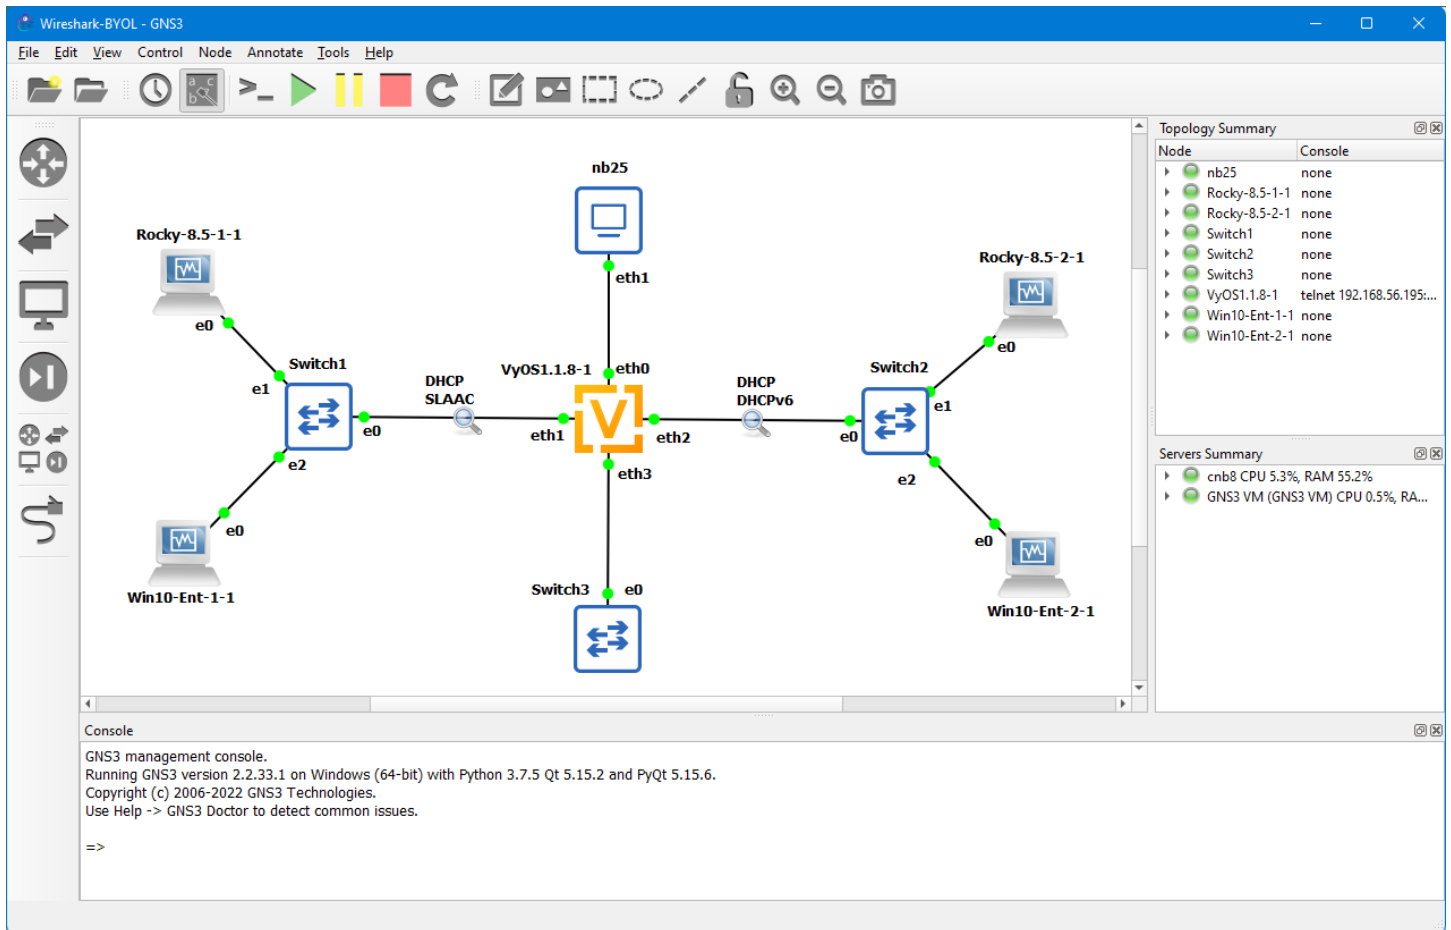 Wireshark-BYOL - GNS3
File Edit View Control Node Annotate Tools Help
nb25
eth1
Rocky-8.5-1-1
e0
Rocky-8.5-2-1
e0
Switch1
e1
e0
e2
DHCP
SLAAC
VyOS1.1.8-1
eth0
eth1
eth2
eth3
DHCP
DHCPv6
Switch2
e1
e0
e2
e0
Win10-Ent-1-1
e0
Win10-Ent-2-1
Switch3
e0
Topology Summary
Node Console
nb25 none
Rocky-8.5-1-1 none
Rocky-8.5-2-1 none
Switch1 none
Switch2 none
Switch3 none
VyOS1.1.8-1 telnet 192.168.56.195:...
Win10-Ent-1-1 none
Win10-Ent-2-1 none
Servers Summary
cnb8 CPU 5.3%, RAM 55.2%
GNS3 VM (GNS3 VM) CPU 0.5%, RA...
Console
GNS3 management console.
Running GNS3 version 2.2.33.1 on Windows (64-bit) with Python 3.7.5 Qt 5.15.2 and PyQt 5.15.6.
Copyright (c) 2006-2022 GNS3 Technologies.
Use Help -> GNS3 Doctor to detect common issues.
=>